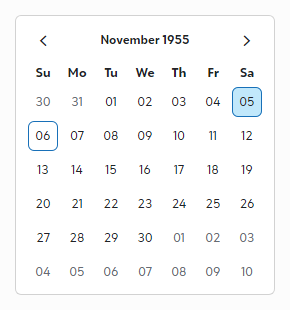 November 1955
Su Mo Tu We Th Fr Sa
30 31 01 02 03 04 05
06 07 08 09 10 11 12
13 14 15 16 17 18 19
20 21 22 23 24 25 26
27 28 29 30 01 02 03
04 05 06 07 08 09 10